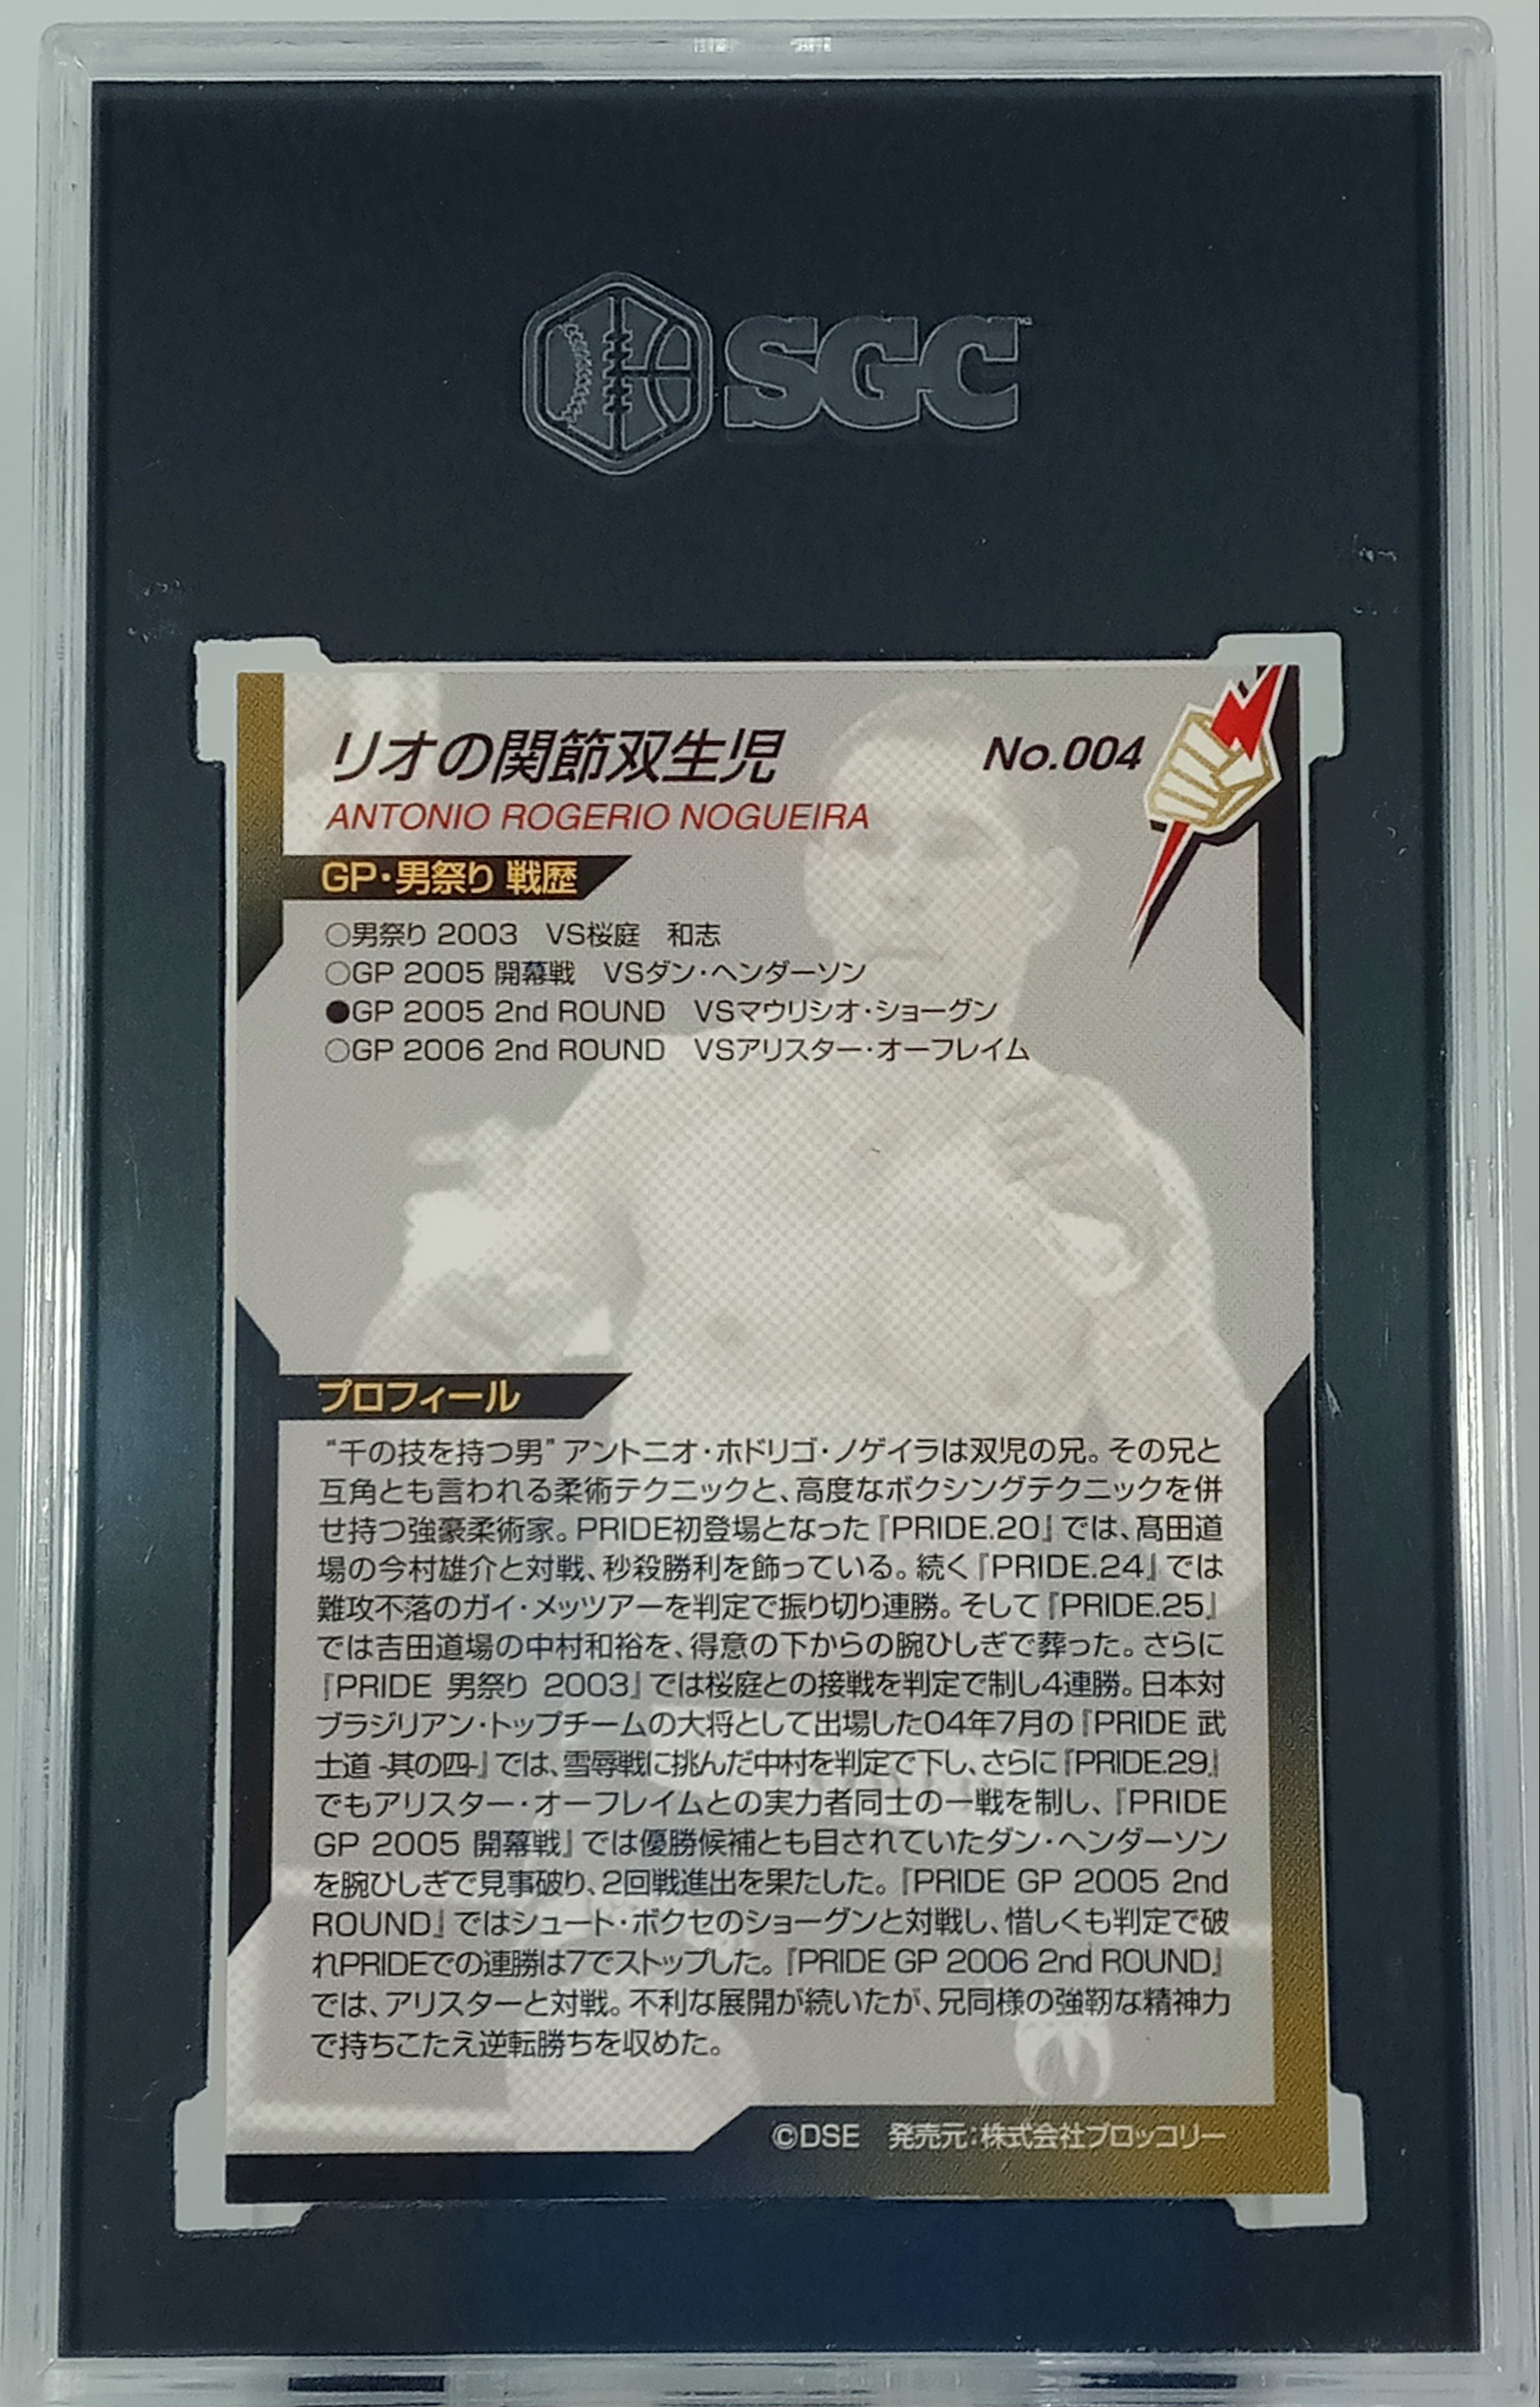 SGC
リオの関節双生児
No.004
ANTONIO ROGERIO NOGUEIRA
GP・男祭り 戦歴
○男祭り 2003　VS桜庭　和志
○GP 2005 開幕戦　VSダン・ヘンダーソン
●GP 2005 2nd ROUND　VSマウリシオ・ショーグン
○GP 2006 2nd ROUND　VSアリスター・オーフレイム
プロフィール
“千の技を持つ男”アントニオ・ホドリゴ・ノゲイラは双児の兄。その兄と
互角とも言われる柔術テクニックと、高度なボクシングテクニックを併
せ持つ強豪柔術家。PRIDE初登場となった『PRIDE.20』では、髙田道
場の今村雄介と対戦、秒殺勝利を飾っている。続く『PRIDE.24』では
難攻不落のガイ・メッツアーを判定で振り切り連勝。そして『PRIDE.25』
では吉田道場の中村和裕を、得意の下からの腕ひしぎで葬った。さらに
『PRIDE 男祭り 2003』では桜庭との接戦を判定で制し4連勝。日本対
ブラジリアン・トップチームの大将として出場した04年7月の『PRIDE 武
士道 -其の四-』では、雪辱戦に挑んだ中村を判定で下し、さらに『PRIDE.29』
でもアリスター・オーフレイムとの実力者同士の一戦を制し、『PRIDE
GP 2005 開幕戦』では優勝候補とも目されていたダン・ヘンダーソン
を腕ひしぎで見事破り、2回戦進出を果たした。『PRIDE GP 2005 2nd
ROUND』ではシュート・ボクセのショーグンと対戦し、惜しくも判定で破
れPRIDEでの連勝は7でストップした。『PRIDE GP 2006 2nd ROUND』
では、アリスターと対戦。不利な展開が続いたが、兄同様の強靭な精神力
で持ちこたえ逆転勝ちを収めた。
©DSE　発売元:株式会社ブロッコリー